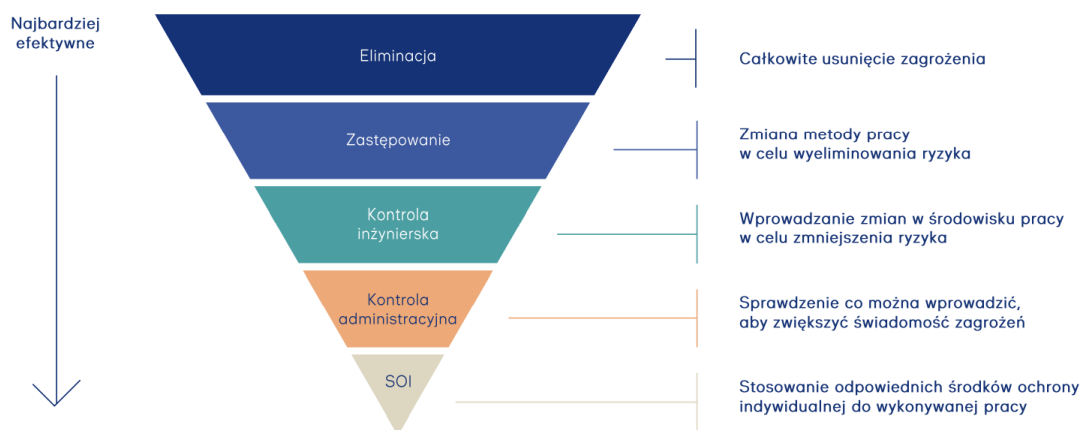 Najbardziej
efektywne
Eliminacja
Całkowite usunięcie zagrożenia
Zastępowanie
Zmiana metody pracy
w celu wyeliminowania ryzyka
Kontrola
inżynierska
Wprowadzanie zmian w środowisku pracy
w celu zmniejszenia ryzyka
Kontrola
administracyjna
Sprawdzenie co można wprowadzić,
aby zwiększyć świadomość zagrożeń
SOI
Stosowanie odpowiednich środków ochrony
indywidualnej do wykonywanej pracy